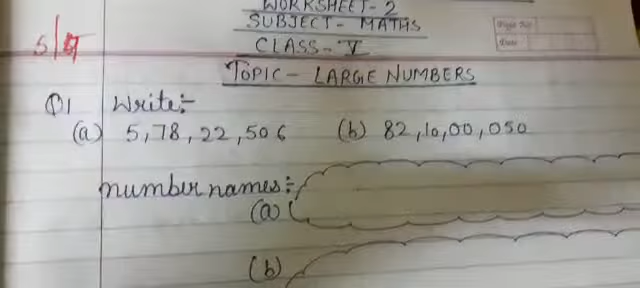 WORKSHEET-2
SUBJECT- MATHS
CLASS- V
TOPIC- LARGE NUMBERS
Q1 Write:-
(a) 5,78,22,506 (b) 82,10,00,050
number names:-
(a)
(b)